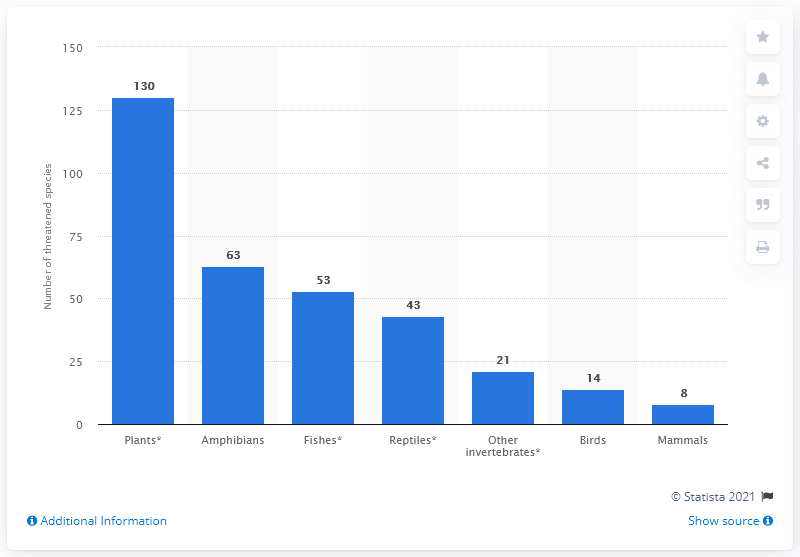 150
125
100
75
50
25
0
Number of threatened species
130
63
53
43
21
14
8
Plants*
Amphibians
Fishes*
Reptiles*
Other
invertebrates*
Birds
Mammals
© Statista 2021
Additional Information
Show source